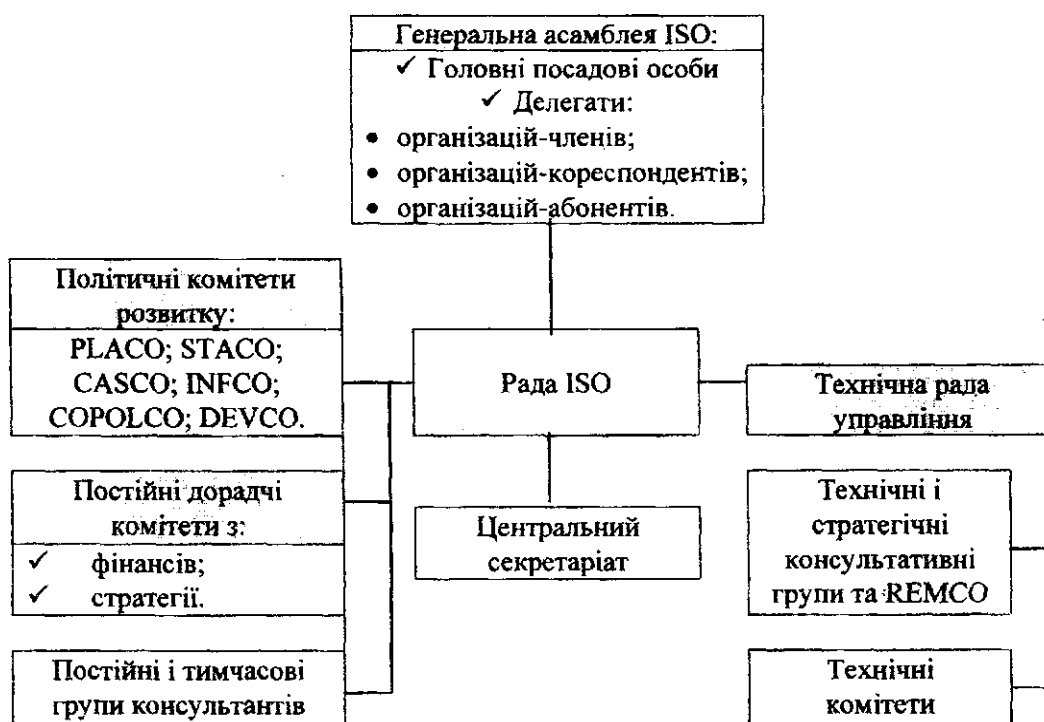 Генеральна асамблея ISO:
✓ Головні посадові особи
✓ Делегати:
• організацій-членів;
• організацій-кореспондентів;
• організацій-абонентів.
Політичні комітети
розвитку:
PLACO; STACO;
CASCO; INFCO;
COPOLCO; DEVCO.
Рада ISO
Технічна рада
управління
Постійні дорадчі
комітети з:
✓ фінансів;
✓ стратегії.
Центральний
секретаріат
Технічні і
стратегічні
консультативні
групи та REMCO
Постійні і тимчасові
групи консультантів
Технічні
комітети